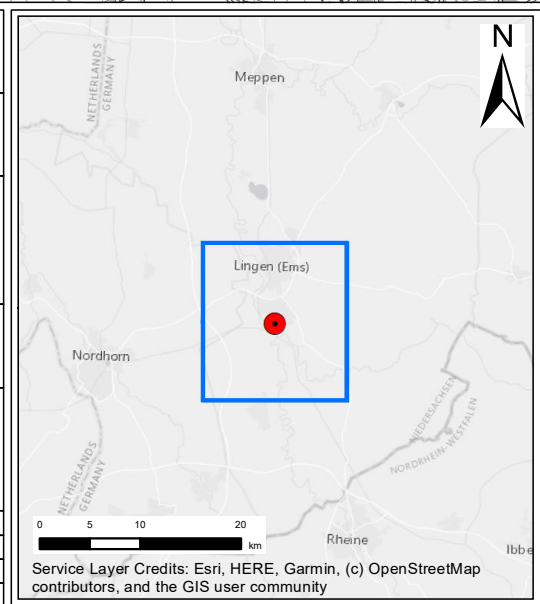 N
Meppen
NETHERLANDS
GERMANY
Lingen (Ems)
Nordhorn
NIEDERSACHSEN
NORDRHEIN-WESTFALEN
NETHERLANDS
GERMANY
0 5 10 20
km
Rheine
Ibbe
Service Layer Credits: Esri, HERE, Garmin, (c) OpenStreetMap
contributors, and the GIS user community